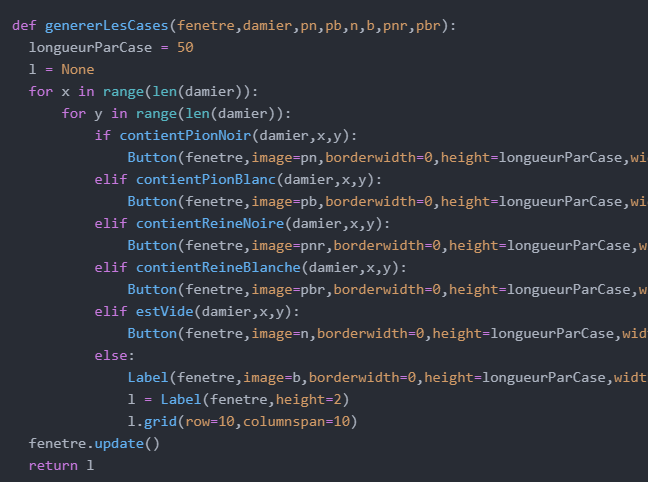 def genererLesCases(fenetre,damier,pn,pb,n,b,pnr,pbr):
longueurParCase = 50
l = None
for x in range(len(damier)):
for y in range(len(damier)):
if contientPionNoir(damier,x,y):
Button(fenetre,image=pn,borderwidth=0,height=longueurParCase,wi
elif contientPionBlanc(damier,x,y):
Button(fenetre,image=pb,borderwidth=0,height=longueurParCase,wi
elif contientReineNoire(damier,x,y):
Button(fenetre,image=pnr,borderwidth=0,height=longueurParCase,w
elif contientReineBlanche(damier,x,y):
Button(fenetre,image=pbr,borderwidth=0,height=longueurParCase,w
elif estVide(damier,x,y):
Button(fenetre,image=n,borderwidth=0,height=longueurParCase,wid
else:
Label(fenetre,image=b,borderwidth=0,height=longueurParCase,widt
l = Label(fenetre,height=2)
l.grid(row=10,columnspan=10)
fenetre.update()
return l